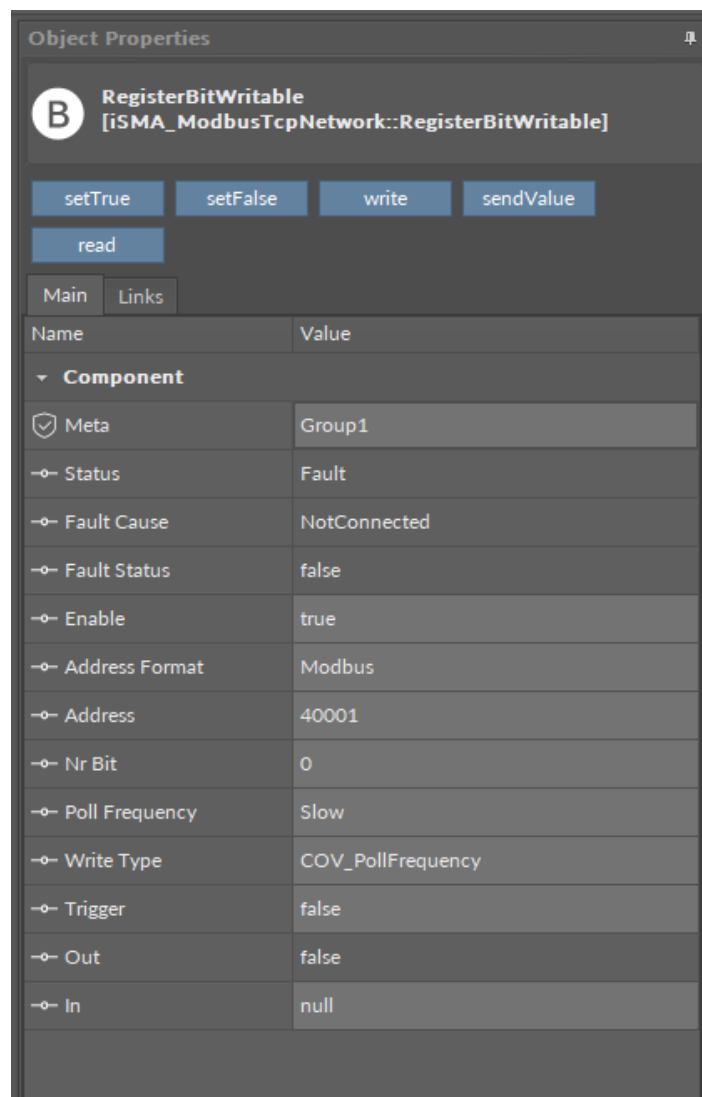 Object Properties
B
RegisterBitWritable
[iSMA_ModbusTcpNetwork::RegisterBitWritable]
setTrue setFalse write sendValue
read
Main Links
Name Value
Component
Meta Group1
Status Fault
Fault Cause NotConnected
Fault Status false
Enable true
Address Format Modbus
Address 40001
Nr Bit 0
Poll Frequency Slow
Write Type COV_PollFrequency
Trigger false
Out false
In null